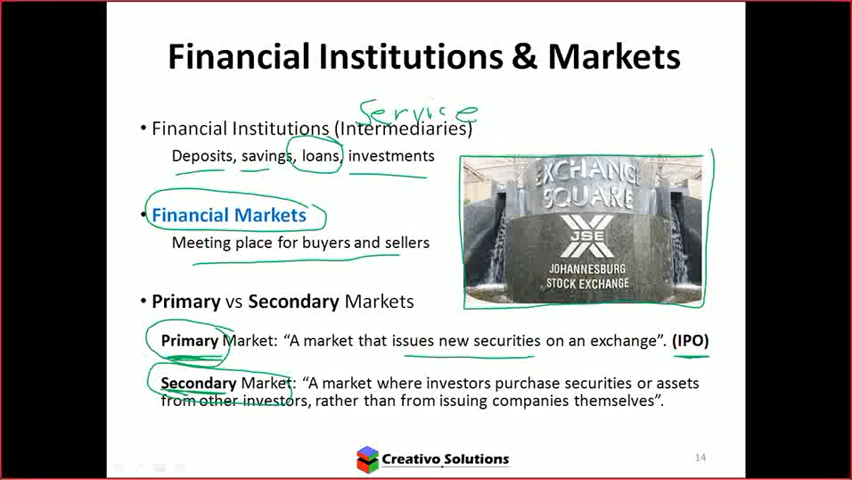 Financial Institutions & Markets
Service
• Financial Institutions (Intermediaries)
Deposits, savings, loans, investments
• Financial Markets
Meeting place for buyers and sellers
EXCHANGE
SQUARE
JSE
JOHANNESBURG
STOCK EXCHANGE
• Primary vs Secondary Markets
Primary Market: “A market that issues new securities on an exchange”. (IPO)
Secondary Market: “A market where investors purchase securities or assets
from other investors, rather than from issuing companies themselves”.
Creativo Solutions
14